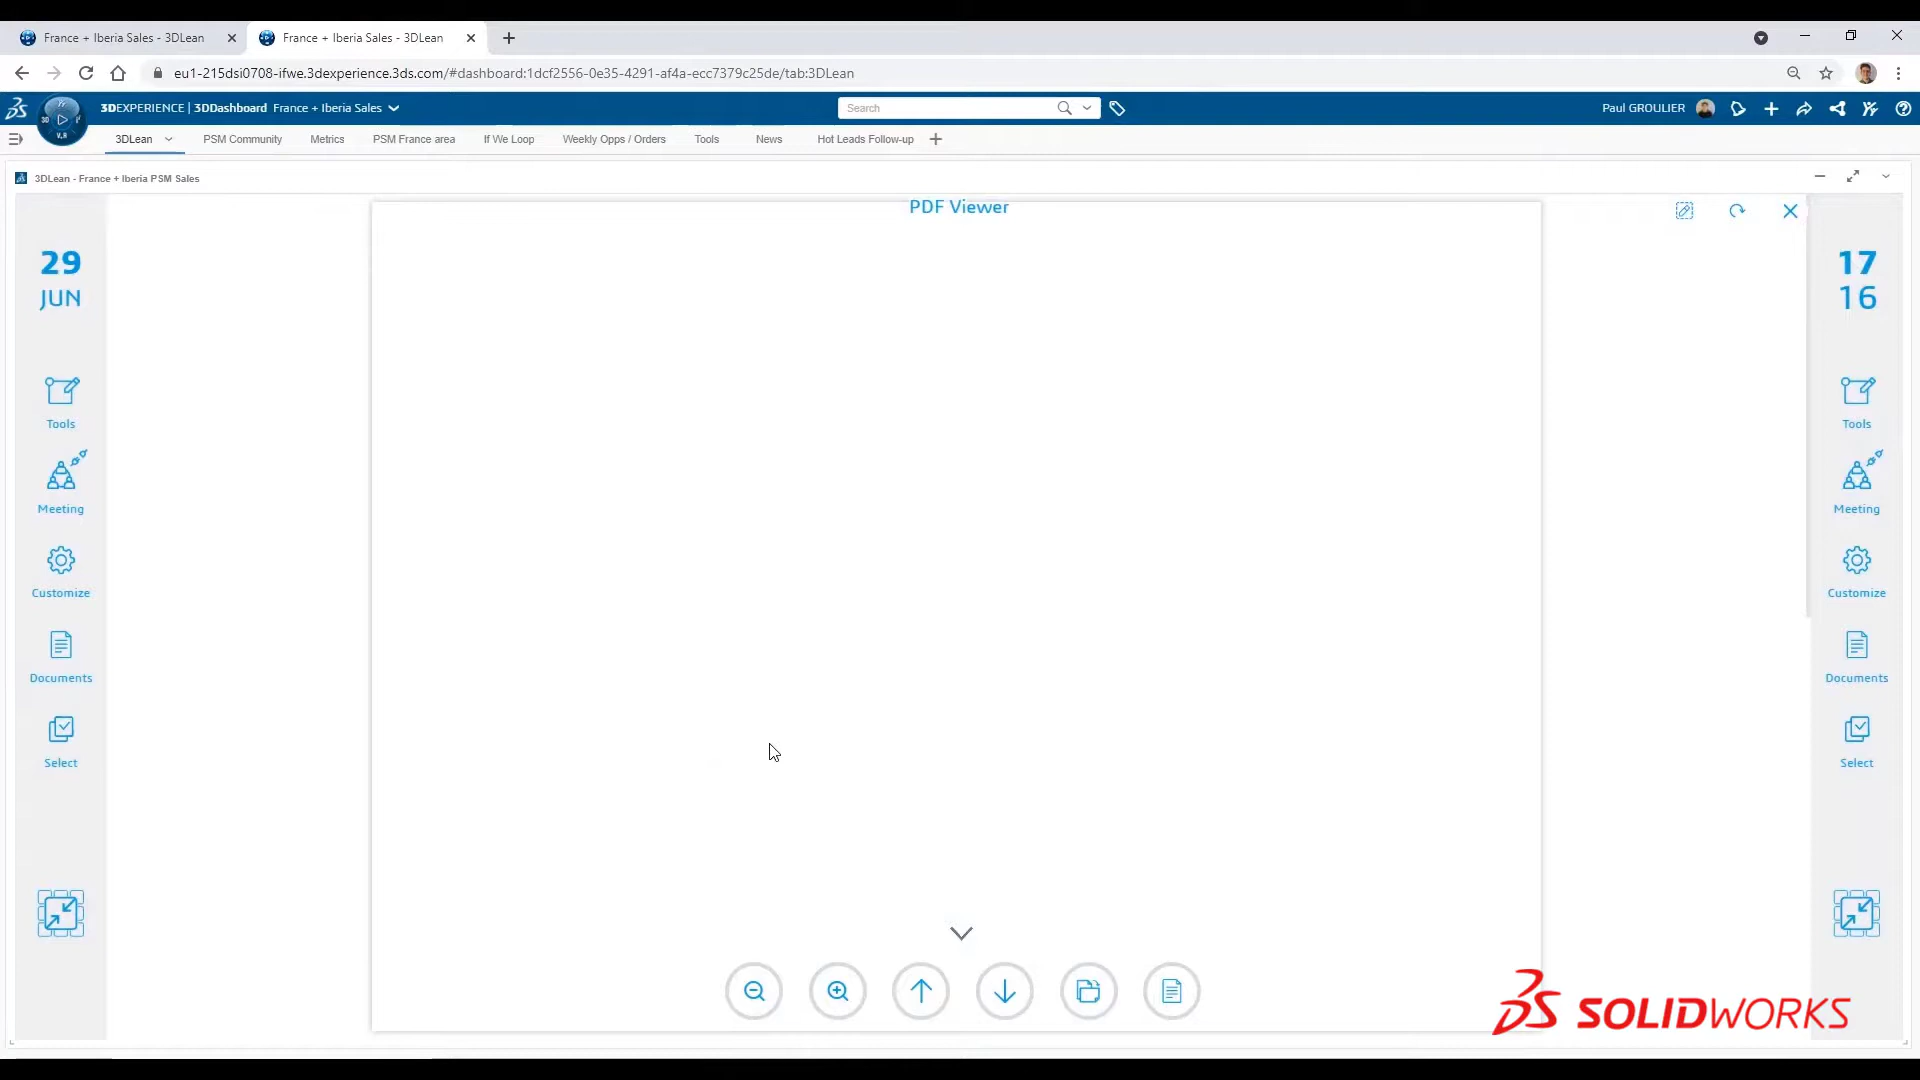 France + Iberia Sales - 3DLean
France + Iberia Sales - 3DLean
eu1-215dsi0708-ifwe.3dexperience.3ds.com/#dashboard:1dcf2556-0e35-4291-af4a-ecc7379c25de/tab:3DLean
3DEXPERIENCE | 3DDashboard France + Iberia Sales
Search
Paul GROULIER
3D
V.R
3DLean
PSM Community
Metrics
PSM France area
If We Loop
Weekly Opps / Orders
Tools
News
Hot Leads Follow-up
3DLean - France + Iberia PSM Sales
PDF Viewer
29
JUN
Tools
Meeting
Customize
Documents
Select
17
16
Tools
Meeting
Customize
Documents
Select
SOLIDWORKS